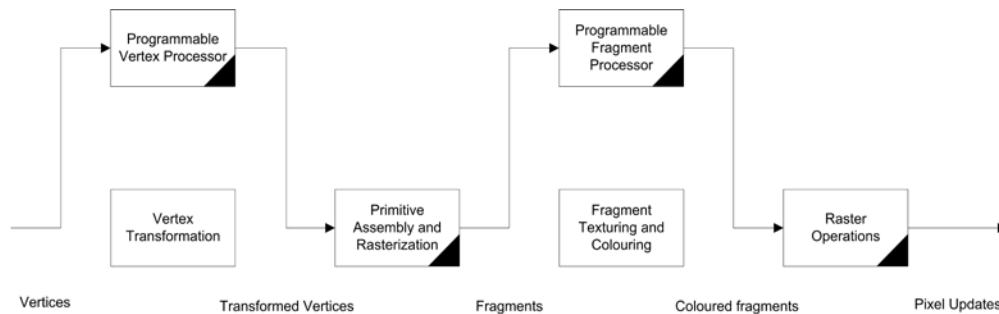 Programmable
Vertex Processor
Programmable
Fragment
Processor
Vertex
Transformation
Primitive
Assembly and
Rasterization
Fragment
Texturing and
Colouring
Raster
Operations
Vertices
Transformed Vertices
Fragments
Coloured fragments
Pixel Updates